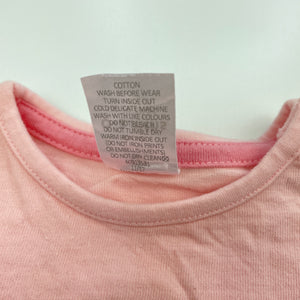 COTTON
WASH BEFORE WEAR
TURN INSIDE OUT
COLD DELICATE MACHINE
WASH WITH LIKE COLOURS
DO NOT BLEACH
DO NOT TUMBLE DRY
WARM IRON INSIDE OUT
(DO NOT IRON PRINTS
OR EMBELLISHMENTS)
DO NOT DRY CLEAN